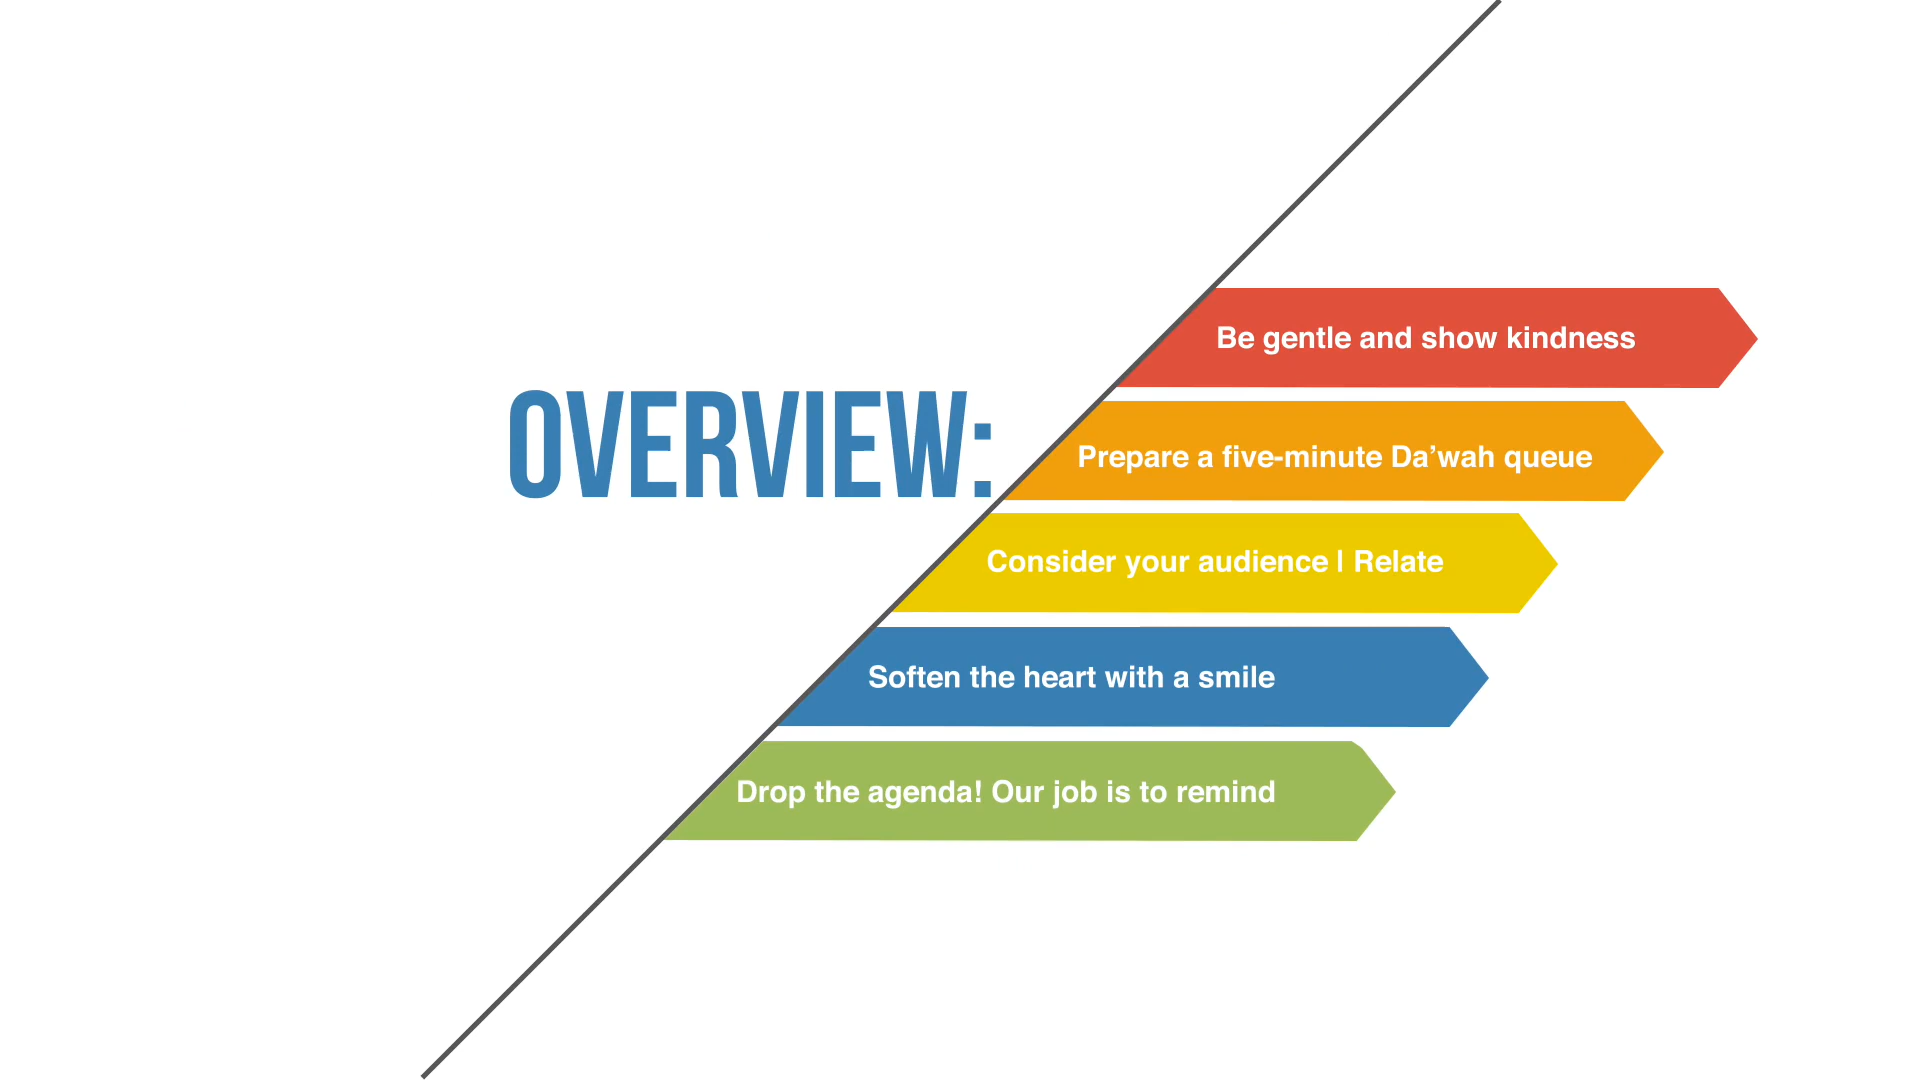 OVERVIEW:
Be gentle and show kindness
Prepare a five-minute Da’wah queue
Consider your audience | Relate
Soften the heart with a smile
Drop the agenda! Our job is to remind